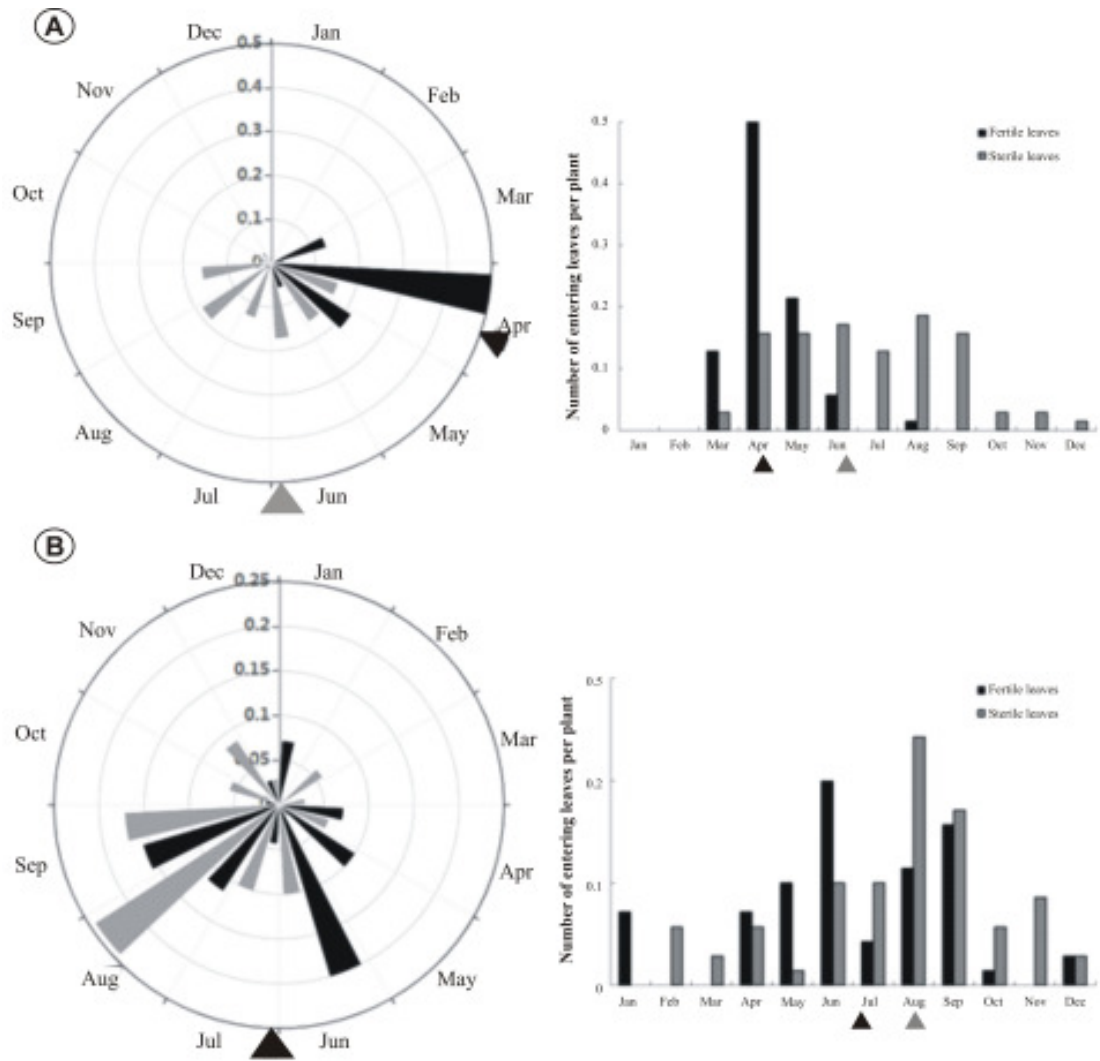 A
Dec Jan
Nov Feb
Oct Mar
Sep Apr
Aug May
Jul Jun
0.5
0.4
0.3
0.2
0.1
0
Number of entering leaves per plant
0.5
0.4
0.3
0.2
0.1
0
Fertile leaves
Sterile leaves
Jan Feb Mar Apr May Jun Jul Aug Sep Oct Nov Dec
B
Dec Jan
Nov Feb
Oct Mar
Sep Apr
Aug May
Jul Jun
0.25
0.2
0.15
0.1
0.05
Number of entering leaves per plant
0.3
0.2
0.1
0
Fertile leaves
Sterile leaves
Jan Feb Mar Apr May Jun Jul Aug Sep Oct Nov Dec